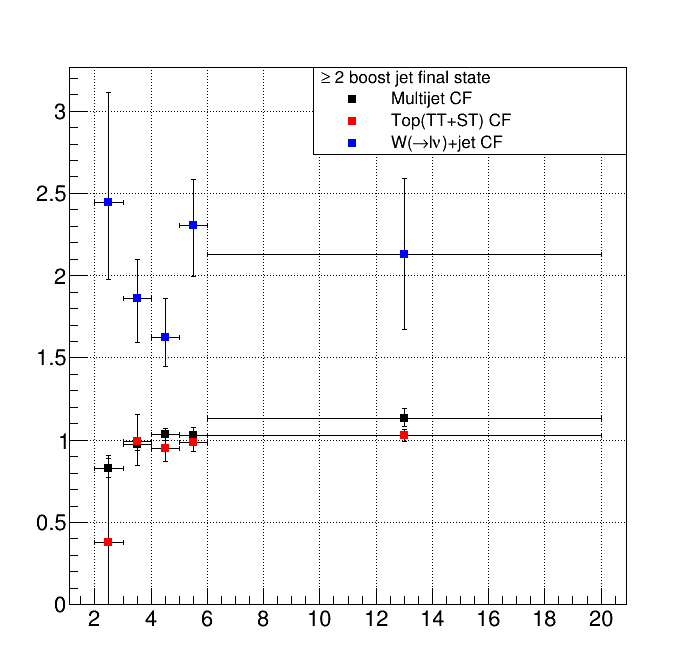 ≥ 2 boost jet final state
Multijet CF
Top(TT+ST) CF
W(→lν)+jet CF
3
2.5
2
1.5
1
0.5
0
2 4 6 8 10 12 14 16 18 20